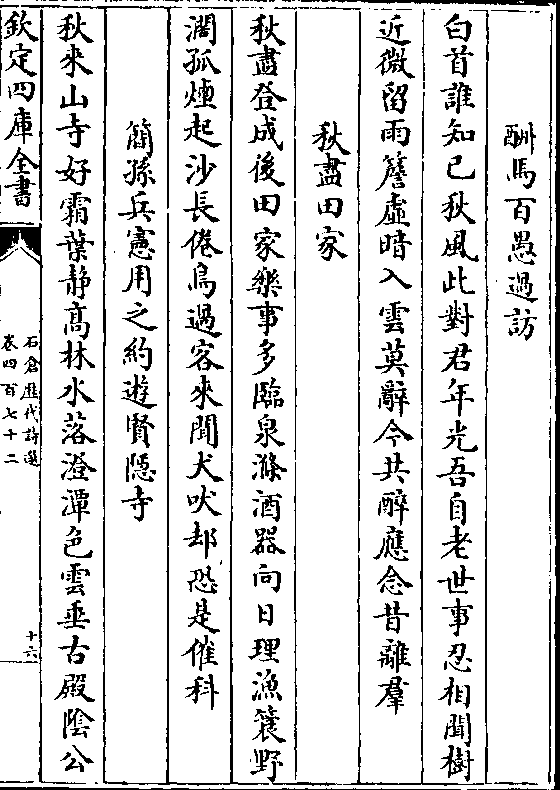 酬馬百愚過訪
白首誰知已秋風此對君年光吾自老世事忍相聞樹
近微留雨簷虛暗入雲莫辭今共醉應念昔離羣
秋盡田家
秋盡登成後田家樂事多臨泉滌酒器向日理漁簑野
濶孤煙起沙長倦鳥過客來聞犬吠却恐是催科
簡孫兵憲用之約遊賢隱寺
秋來山寺好霜葉静高林水落澄潭色雲垂古殿陰公
欽定四庫全書
石倉歷代詩選
卷四百七十二
十六